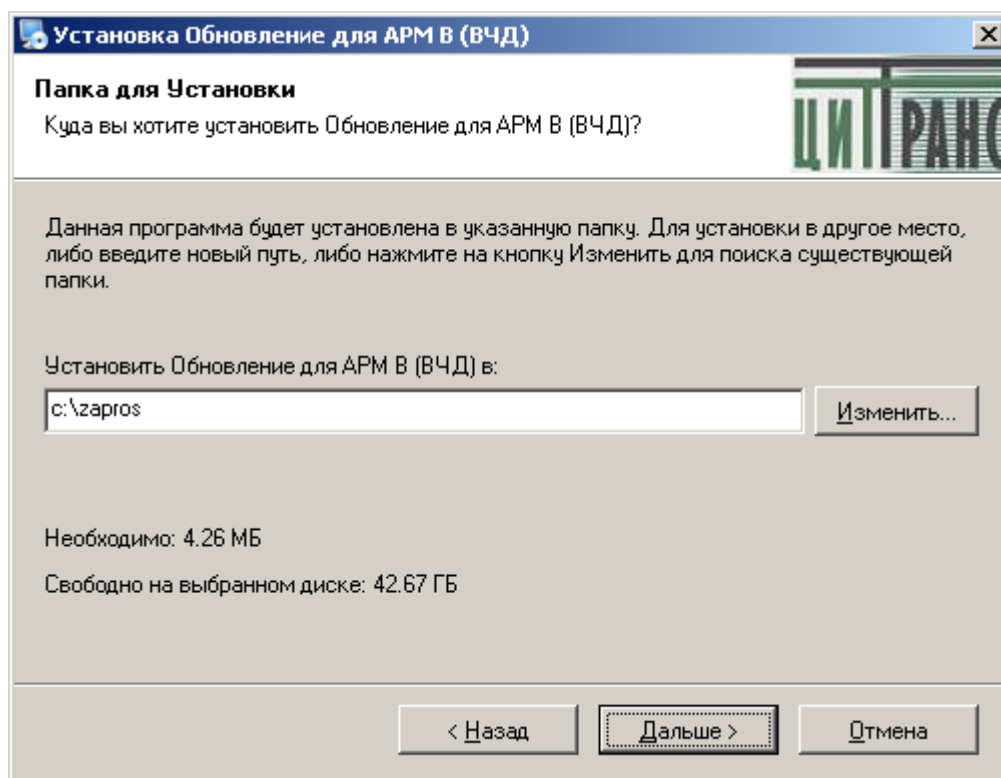 Установка Обновление для АРМ В (ВЧД)
Папка для Установки
Куда вы хотите установить Обновление для АРМ В (ВЧД)?
ЦИТТРАНС
Данная программа будет установлена в указанную папку. Для установки в другое место,
либо введите новый путь, либо нажмите на кнопку Изменить для поиска существующей
папки.
Установить Обновление для АРМ В (ВЧД) в:
c:\zapros
Изменить...
Необходимо: 4.26 МБ
Свободно на выбранном диске: 42.67 ГБ
< Назад
Дальше >
Отмена